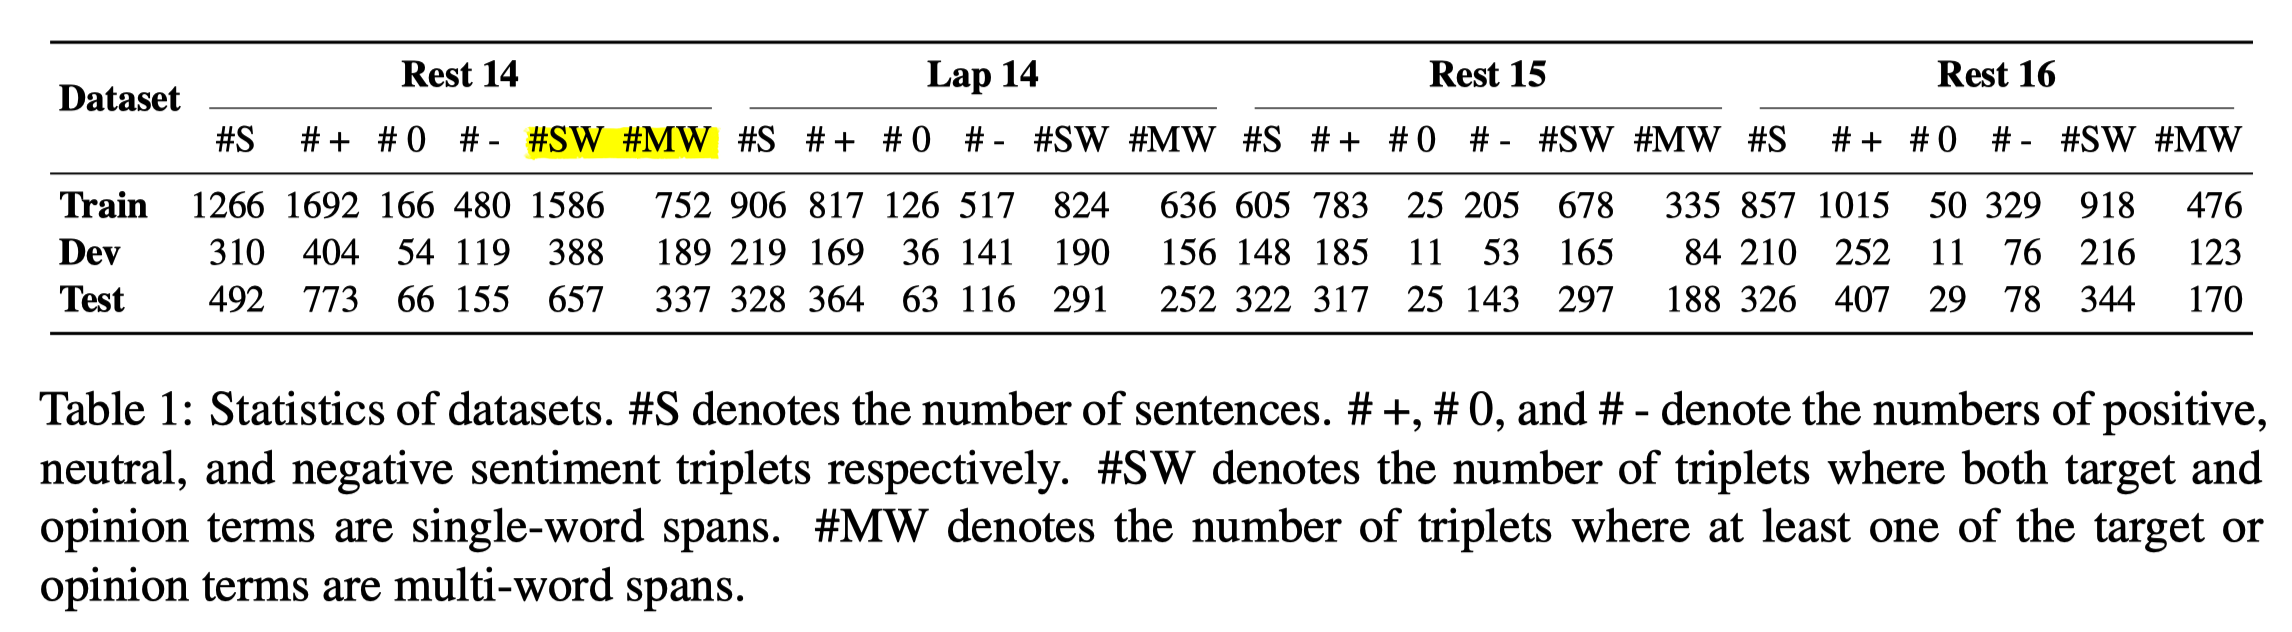 Dataset Rest 14 Lap 14 Rest 15 Rest 16
#S # + # 0 # - #SW #MW #S # + # 0 # - #SW #MW #S # + # 0 # - #SW #MW #S # + # 0 # - #SW #MW
Train 1266 1692 166 480 1586 752 906 817 126 517 824 636 605 783 25 205 678 335 857 1015 50 329 918 476
Dev 310 404 54 119 388 189 219 169 36 141 190 156 148 185 11 53 165 84 210 252 11 76 216 123
Test 492 773 66 155 657 337 328 364 63 116 291 252 322 317 25 143 297 188 326 407 29 78 344 170
Table 1: Statistics of datasets. #S denotes the number of sentences. # +, # 0, and # - denote the numbers of positive,
neutral, and negative sentiment triplets respectively. #SW denotes the number of triplets where both target and
opinion terms are single-word spans. #MW denotes the number of triplets where at least one of the target or
opinion terms are multi-word spans.